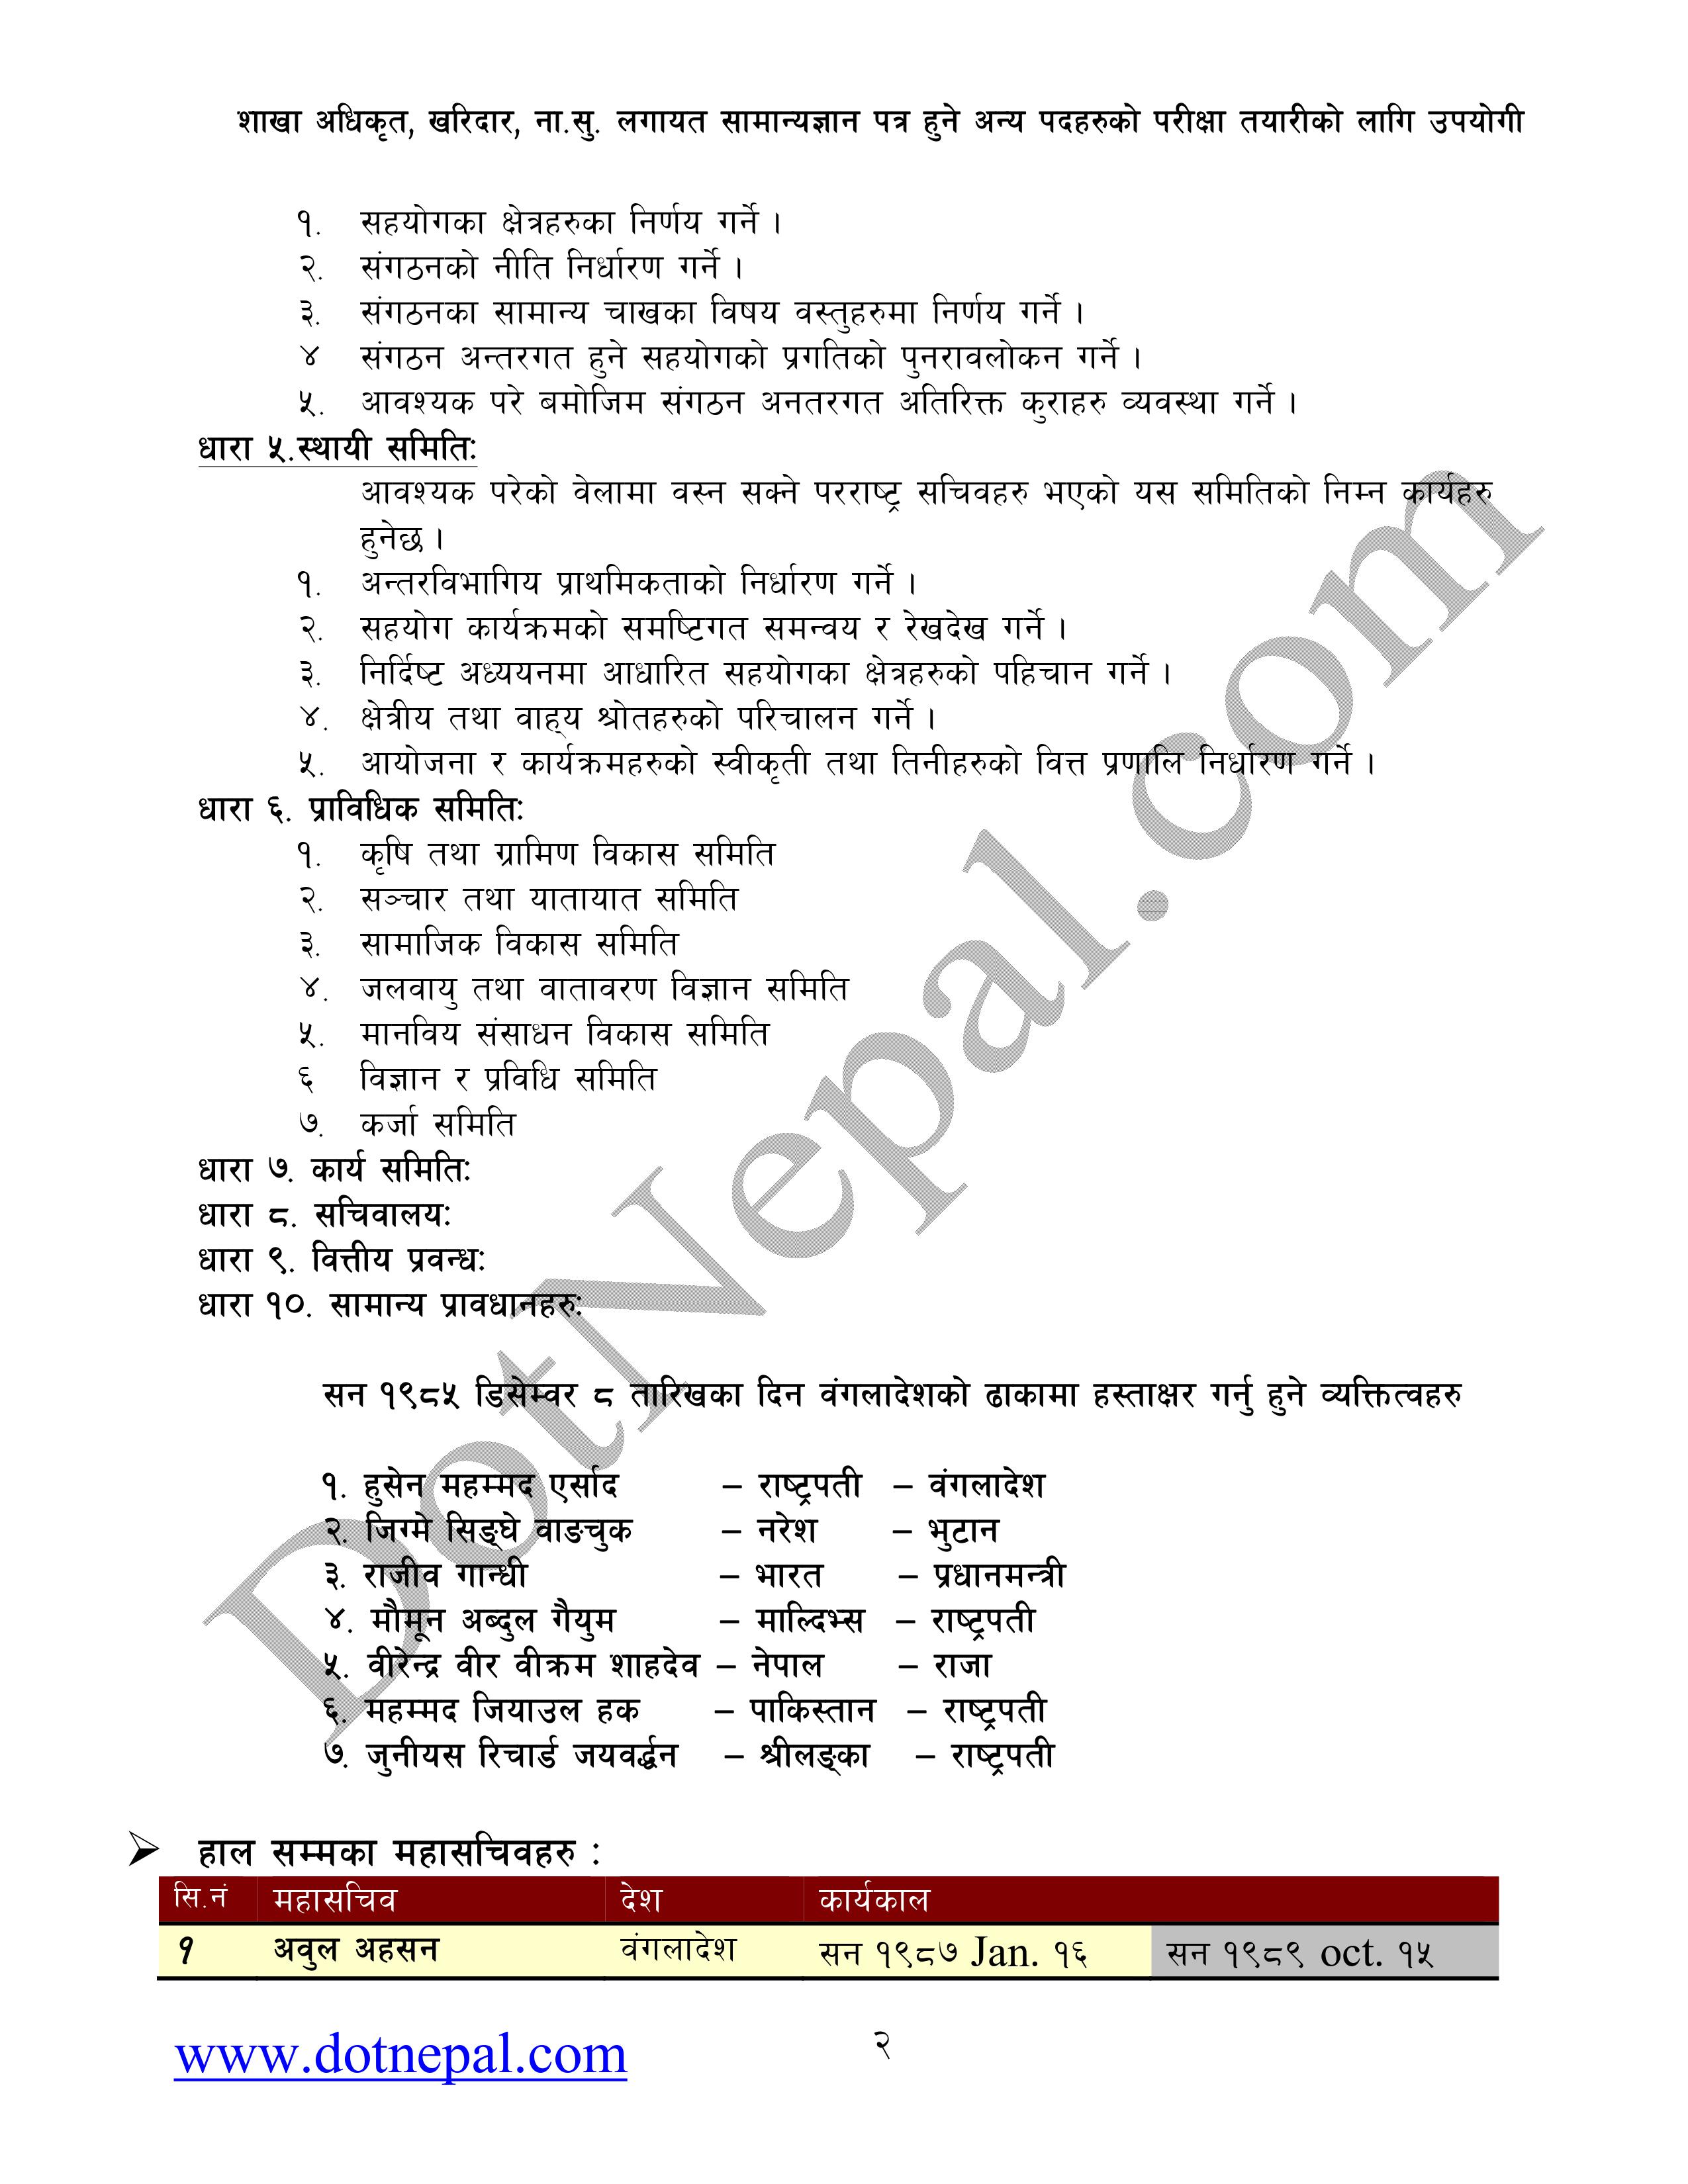 शाखा अधिकृत, खरिदार, ना.सु. लगायत सामान्यज्ञान पत्र हुने अन्य पदहरुको परीक्षा तयारीको लागि उपयोगी
१. सहयोगका क्षेत्रहरुका निर्णय गर्ने ।
२. संगठनको नीति निर्धारण गर्ने ।
३. संगठनका सामान्य चाखका विषय वस्तुहरुमा निर्णय गर्ने ।
४ संगठन अन्तरगत हुने सहयोगको प्रगतिको पुनरावलोकन गर्ने ।
५. आवश्यक परे बमोजिम संगठन अनतरगत अतिरिक्त कुराहरु व्यवस्था गर्ने ।
धारा ५.स्थायी समितिः
आवश्यक परेको वेलामा वस्न सक्ने परराष्ट्र सचिवहरु भएको यस समितिको निम्न कार्यहरु
हुनेछ ।
१. अन्तरविभागिय प्राथमिकताको निर्धारण गर्ने ।
२. सहयोग कार्यक्रमको समष्टिगत समन्वय र रेखदेख गर्ने ।
३. निर्दिष्ट अध्ययनमा आधारित सहयोगका क्षेत्रहरुको पहिचान गर्ने ।
४. क्षेत्रीय तथा वाह्य श्रोतहरुको परिचालन गर्ने ।
५. आयोजना र कार्यक्रमहरुको स्वीकृती तथा तिनीहरुको वित्त प्रणालि निर्धारण गर्ने ।
धारा ६. प्राविधिक समितिः
१. कृषि तथा ग्रामिण विकास समिति
२. सञ्चार तथा यातायात समिति
३. सामाजिक विकास समिति
४. जलवायु तथा वातावरण विज्ञान समिति
५. मानविय संसाधन विकास समिति
६ विज्ञान र प्रविधि समिति
७. कर्जा समिति
धारा ७. कार्य समितिः
धारा ८. सचिवालयः
धारा ९. वित्तीय प्रवन्धः
धारा १०. सामान्य प्रावधानहरुः
सन १९८५ डिसेम्वर ८ तारिखका दिन वंगलादेशको ढाकामा हस्ताक्षर गर्नु हुने व्यक्तित्वहरु
१. हुसेन महम्मद एर्साद – राष्ट्रपती – वंगलादेश
२. जिग्मे सिङ्घे वाङचुक – नरेश – भुटान
३. राजीव गान्धी – भारत – प्रधानमन्त्री
४. मौमून अब्दुल गैयुम – माल्दिभ्स – राष्ट्रपती
५. वीरेन्द्र वीर वीक्रम शाहदेव – नेपाल – राजा
६. महम्मद जियाउल हक – पाकिस्तान – राष्ट्रपती
७. जुनीयस रिचार्ड जयवर्द्धन – श्रीलङ्का – राष्ट्रपती
➢ हाल सम्मका महासचिवहरु :
सि.नं महासचिव देश कार्यकाल
१ अवुल अहसन वंगलादेश सन १९८७ Jan. १६ सन १९८९ oct. १५
www.dotnepal.com २
DotNepal.com